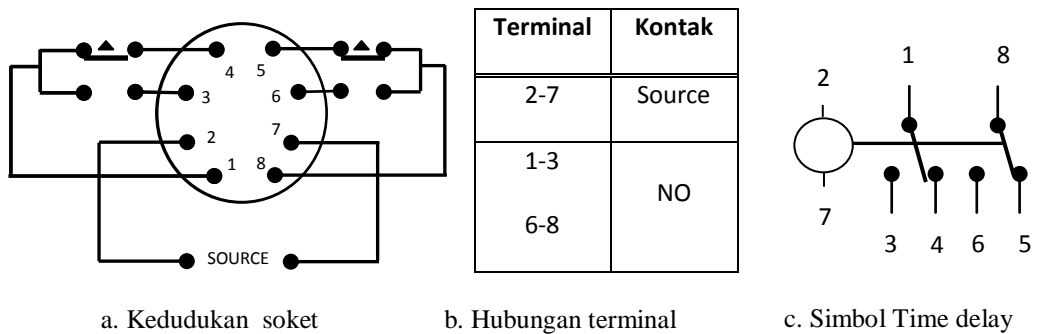 4 5
3 6
2 7
1 8
SOURCE
Terminal Kontak
2-7 Source
1-3
NO
6-8
1 8
2
7
3 4 6 5
a. Kedudukan soket
b. Hubungan terminal
c. Simbol Time delay